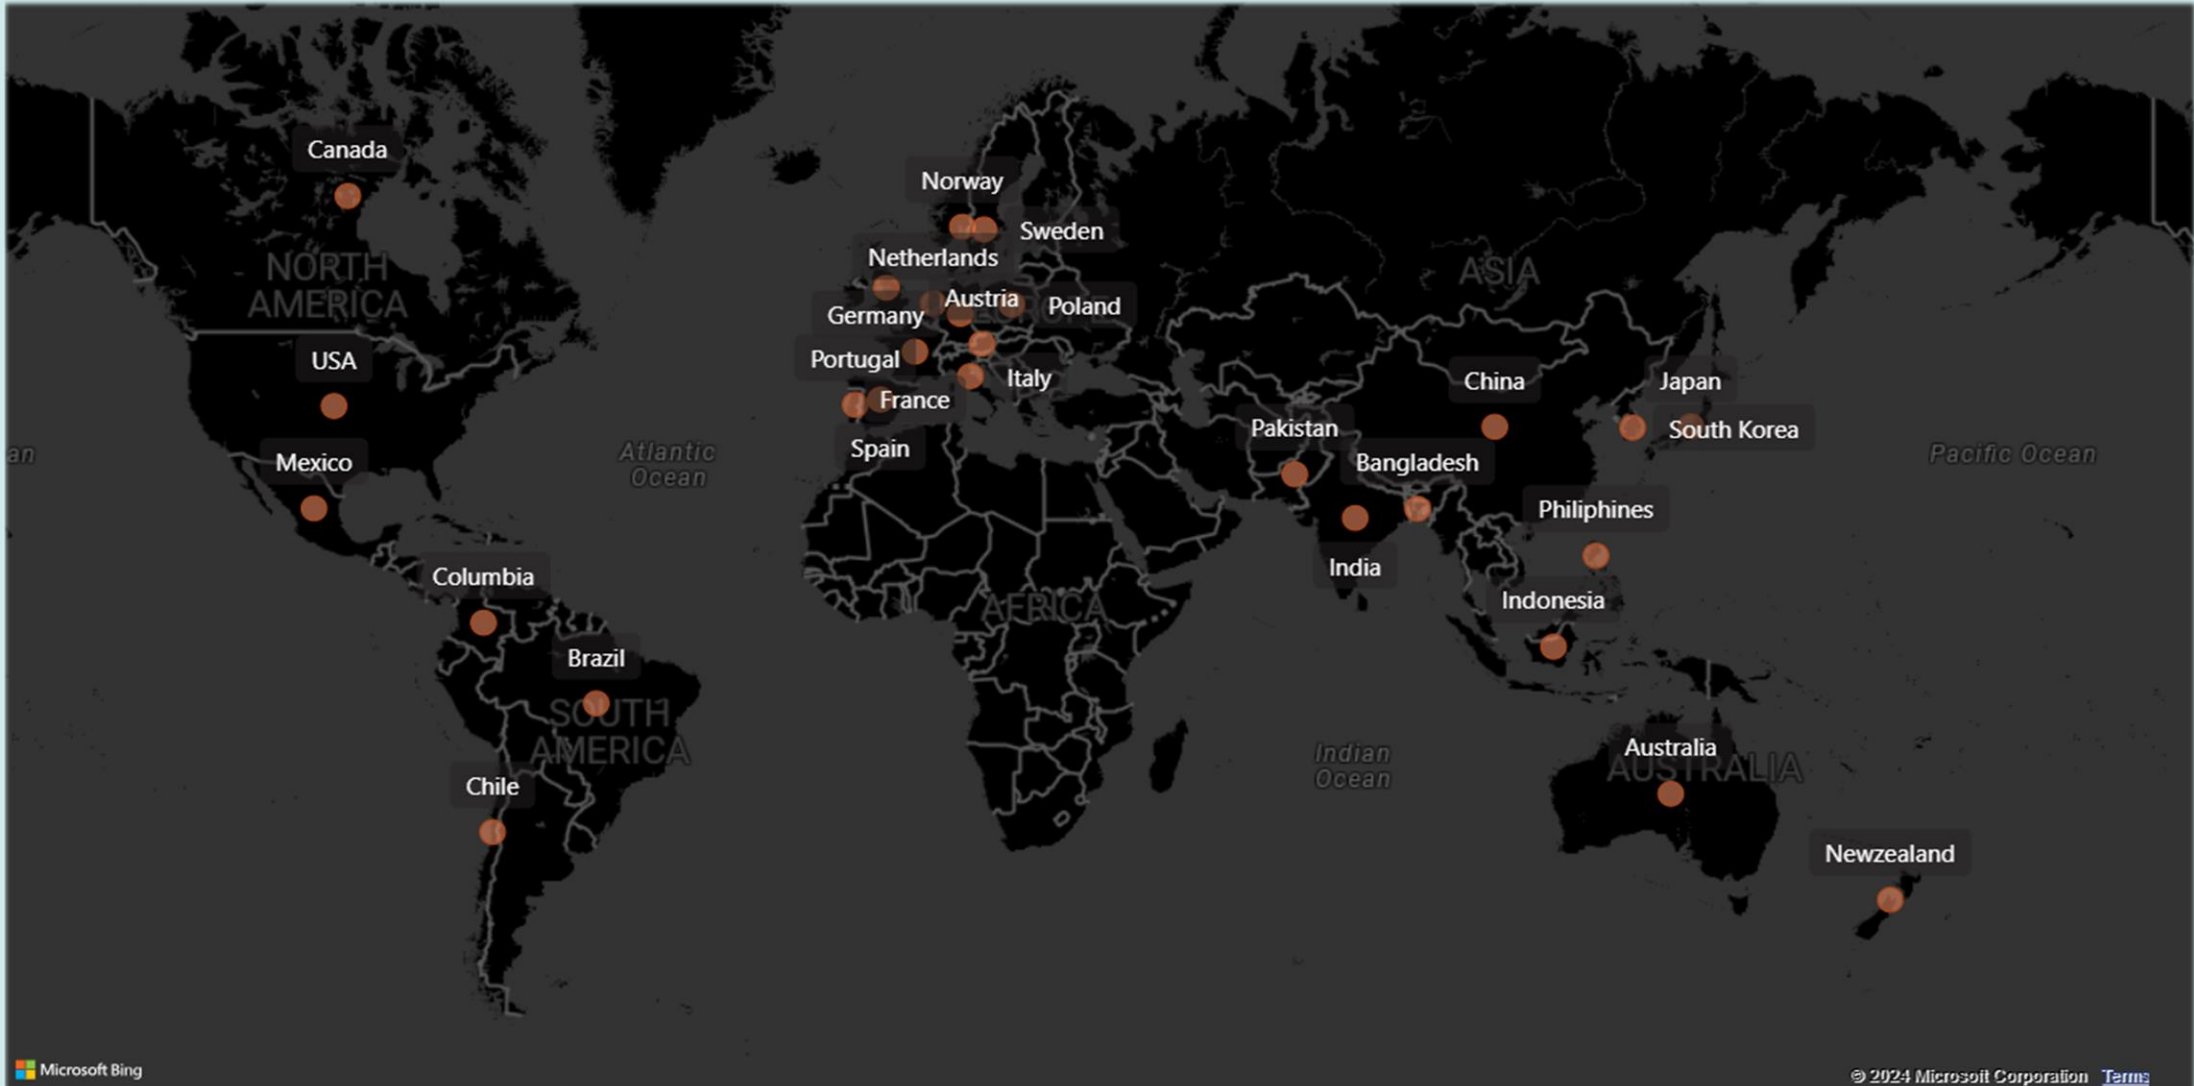 Canada
Norway
Sweden
Netherlands
NORTH
AMERICA
ASIA
Austria
Poland
Germany
Portugal
USA
Italy
China
Japan
France
Pakistan
South Korea
Spain
Bangladesh
Mexico
Atlantic
Ocean
an
Pacific Ocean
Philiphines
India
Columbia
AFRICA
Indonesia
Brazil
SOUTH
AMERICA
Indian
Ocean
Australia
AUSTRALIA
Chile
Newzealand
Microsoft Bing
© 2024 Microsoft Corporation Terms